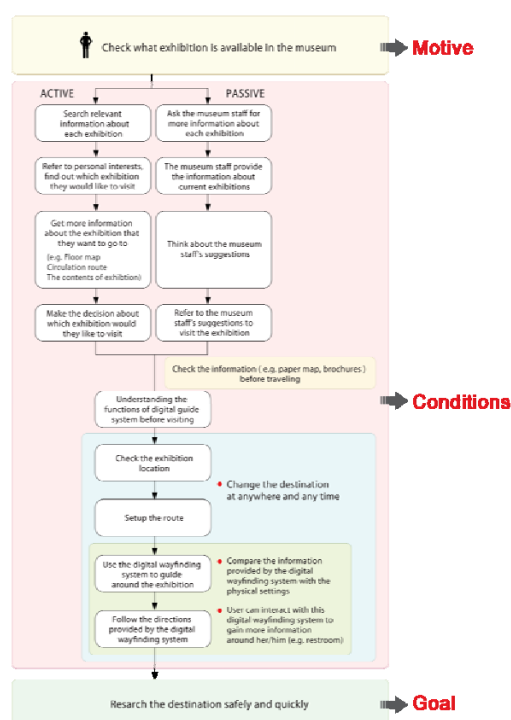 Check what exhibition is available in the museum
Motive
ACTIVE
PASSIVE
Search relevant
information about
each exhibition
Ask the museum staff for
more information about
each exhibition
Refer to personal interests,
find out which exhibition
they would like to visit
The museum staff provide
the information about
current exhibitions
Get more information
about the exhibition that
they want to go to
(e.g. Floor map
Circulation route
The contents of exhibtion)
Think about the museum
staff's suggestions
Make the decision about
which exhibition would
they like to visit
Refer to the museum
staff's suggestions to
visit the exhibition
Check the information ( e.g. paper map, brochures )
before traveling
Understanding the
functions of digital guide
system before visiting
Conditions
Check the exhibition
location
• Change the destination
at anywhere and any time
Setup the route
Use the digital wayfinding
system to guide
around the exhibition
• Compare the information
provided by the digital
wayfinding system with the
physical settings
Follow the directions
provided by the digital
wayfinding system
• User can interact with this
digital wayfinding system to
gain more information
around her/him (e.g. restroom)
Resarch the destination safely and quickly
Goal